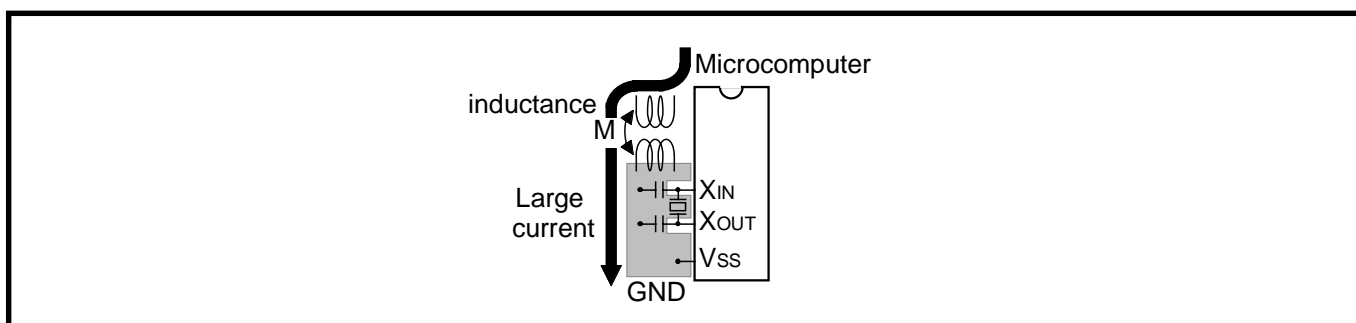 Microcomputer
inductance
M
Large
current
XIN
XOUT
VSS
GND